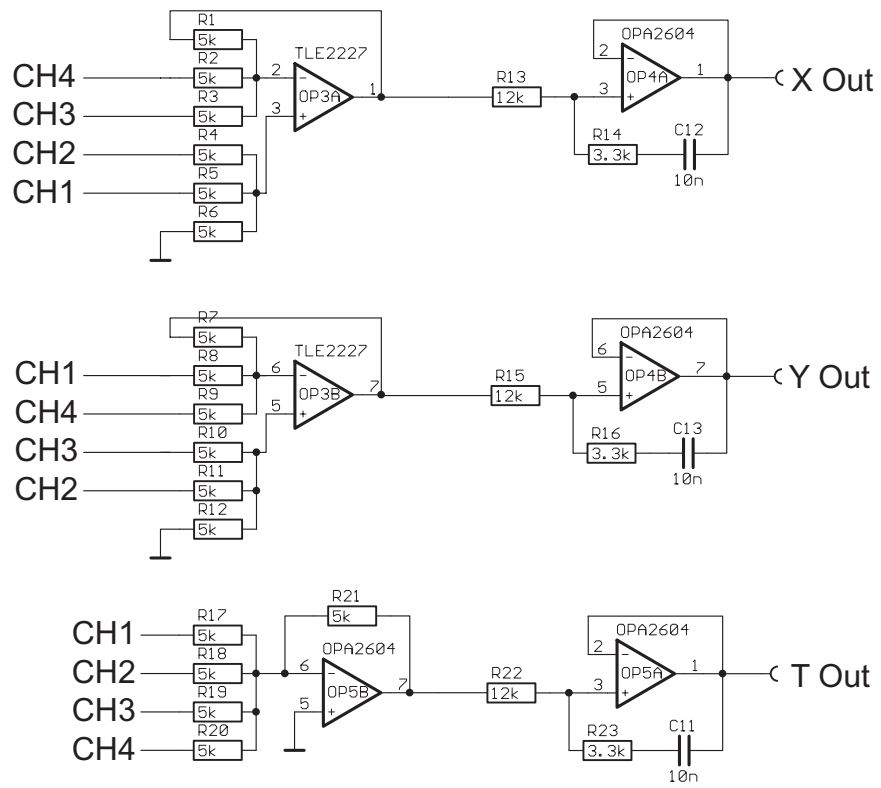 R1
5k
TLE2227
OPA2604
CH4
R2
5k
2
−
OP3A
1
R13
12k
2
−
OP4A
1
X Out
CH3
R3
5k
3
+
3
+
CH2
R4
5k
R14
3.3k
C12
10n
CH1
R5
5k
R6
5k
R7
5k
TLE2227
OPA2604
CH1
R8
5k
6
−
OP3B
7
R15
12k
6
−
OP4B
7
Y Out
CH4
R9
5k
5
+
5
+
CH3
R10
5k
R16
3.3k
C13
10n
CH2
R11
5k
R12
5k
R21
5k
CH1
R17
5k
OPA2604
OPA2604
CH2
R18
5k
6
−
OP5B
7
R22
12k
2
−
OP5A
1
T Out
CH3
R19
5k
5
+
3
+
CH4
R20
5k
R23
3.3k
C11
10n